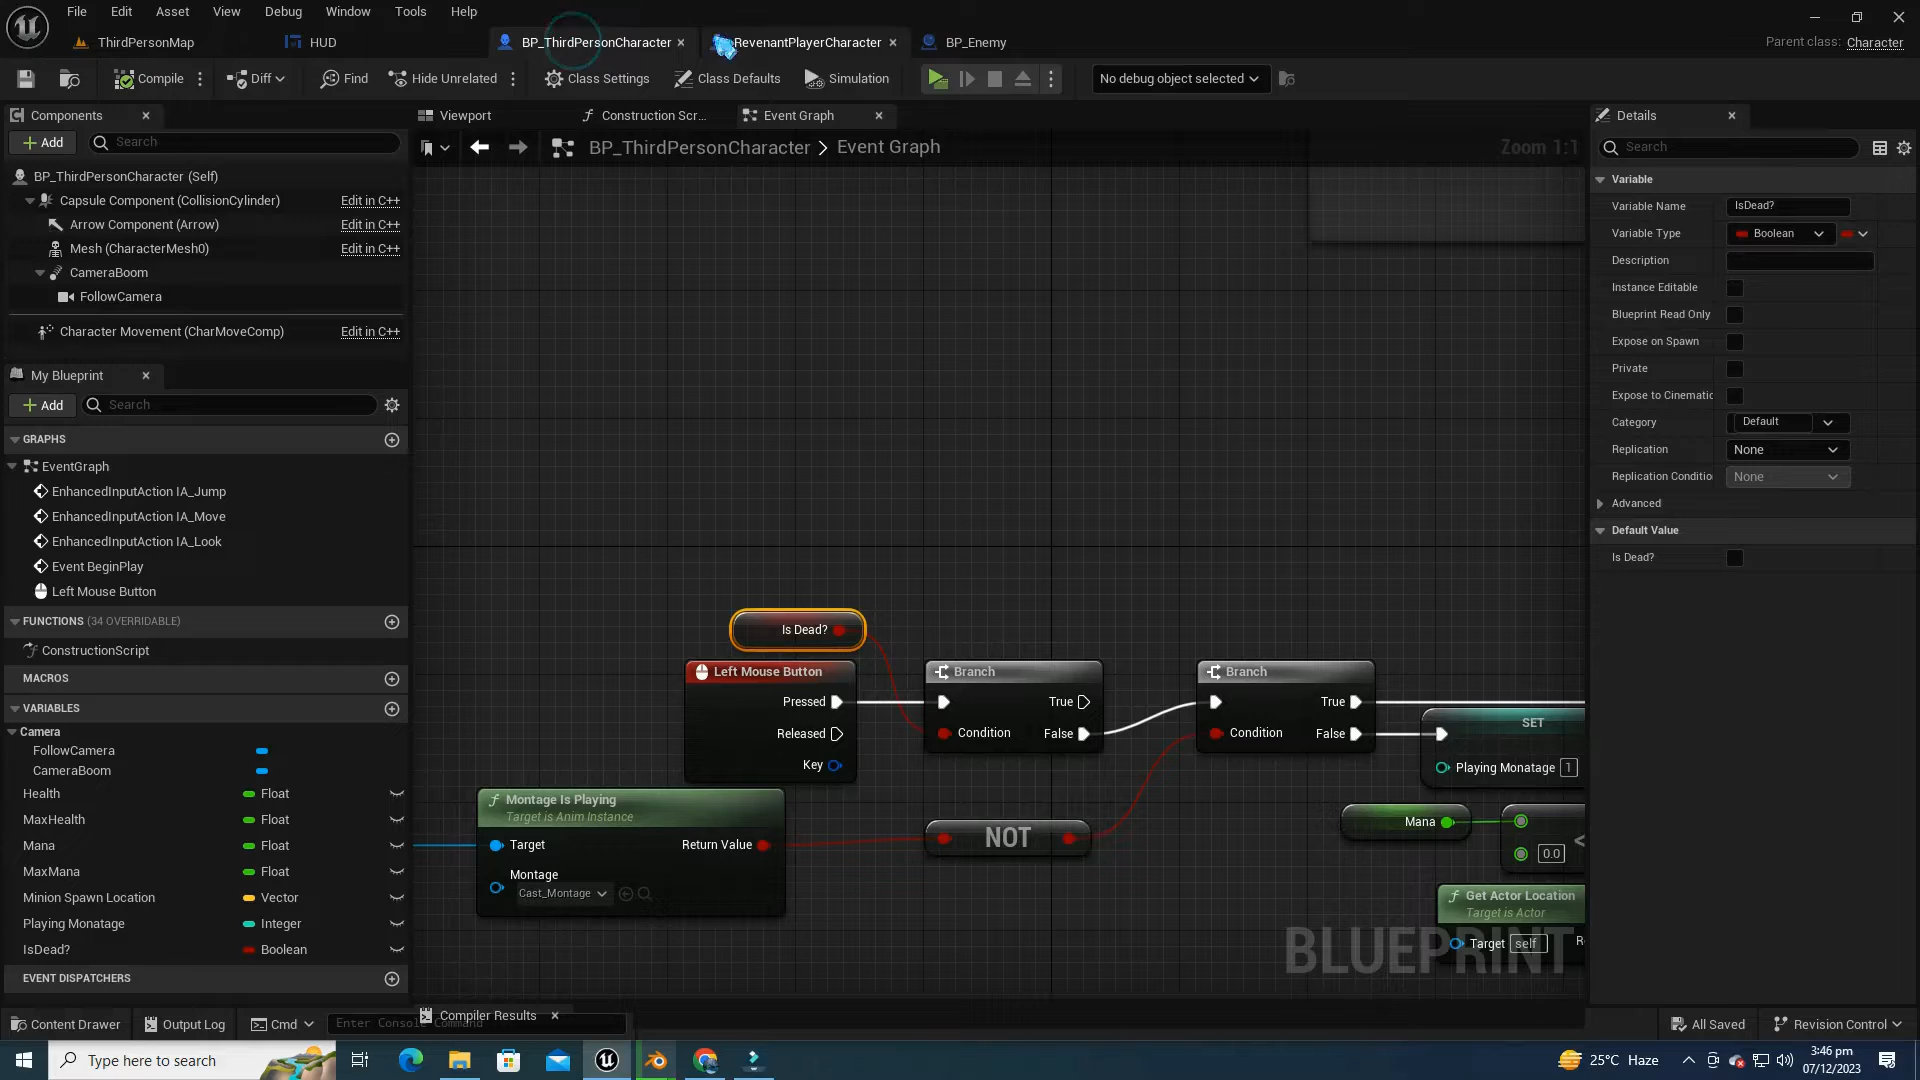 File Edit Asset View Debug Window Tools Help
ThirdPersonMap HUD BP_ThirdPersonCharacter RevenantPlayerCharacter BP_Enemy Parent class: Character
Compile Diff Find Hide Unrelated Class Settings Class Defaults Simulation No debug object selected
Components Viewport Construction Scr... Event Graph Details
Add Search
BP_ThirdPersonCharacter > Event Graph Zoom 1:1 Search
BP_ThirdPersonCharacter (Self)
Capsule Component (CollisionCylinder) Edit in C++
Arrow Component (Arrow) Edit in C++
Mesh (CharacterMesh0) Edit in C++
CameraBoom
FollowCamera
Character Movement (CharMoveComp) Edit in C++
My Blueprint
Add Search
GRAPHS
EventGraph
EnhancedInputAction IA_Jump
EnhancedInputAction IA_Move
EnhancedInputAction IA_Look
Event BeginPlay
Left Mouse Button
FUNCTIONS (34 OVERRIDABLE)
ConstructionScript
MACROS
VARIABLES
Camera
FollowCamera
CameraBoom
Health Float
MaxHealth Float
Mana Float
MaxMana Float
Minion Spawn Location Vector
Playing Monatage Integer
IsDead? Boolean
EVENT DISPATCHERS
Is Dead?
Left Mouse Button
Pressed
Released
Key
Branch
True
Condition False
Branch
True
Condition False
SET
Playing Monatage 1
Montage Is Playing
Target is Anim Instance
Target Return Value
Montage
Cast_Montage
NOT
Mana
0.0 <
Get Actor Location
Target is Actor
Target self R
BLUEPRINT
Variable
Variable Name IsDead?
Variable Type Boolean
Description
Instance Editable
Blueprint Read Only
Expose on Spawn
Private
Expose to Cinematic
Category Default
Replication None
Replication Conditio None
Advanced
Default Value
Is Dead?
Compiler Results
Content Drawer Output Log Cmd Enter Console Command All Saved Revision Control
Type here to search 25°C Haze 3:46 pm
07/12/2023